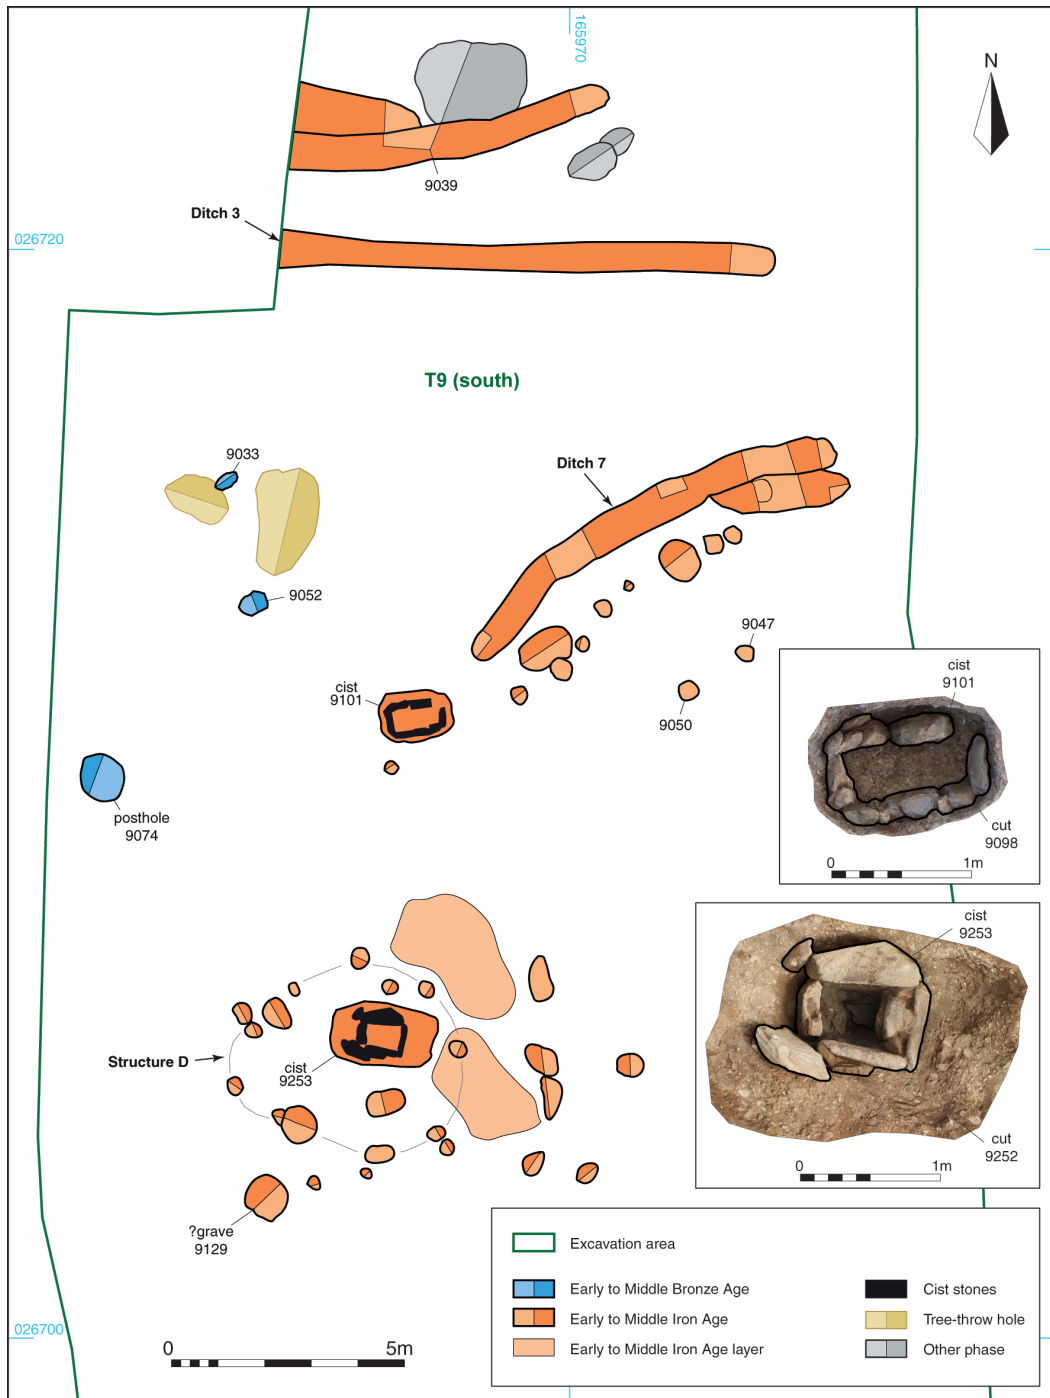 165970
N
9039
Ditch 3
026720
T9 (south)
9033
Ditch 7
9052
9047
cist
9101
9050
cist
9101
posthole
9074
cut
9098
0 1m
cist
9253
Structure D
cist
9253
cut
9252
0 1m
?grave
9129
Excavation area
Early to Middle Bronze Age
Cist stones
Early to Middle Iron Age
Tree-throw hole
026700
Early to Middle Iron Age layer
Other phase
0 5m